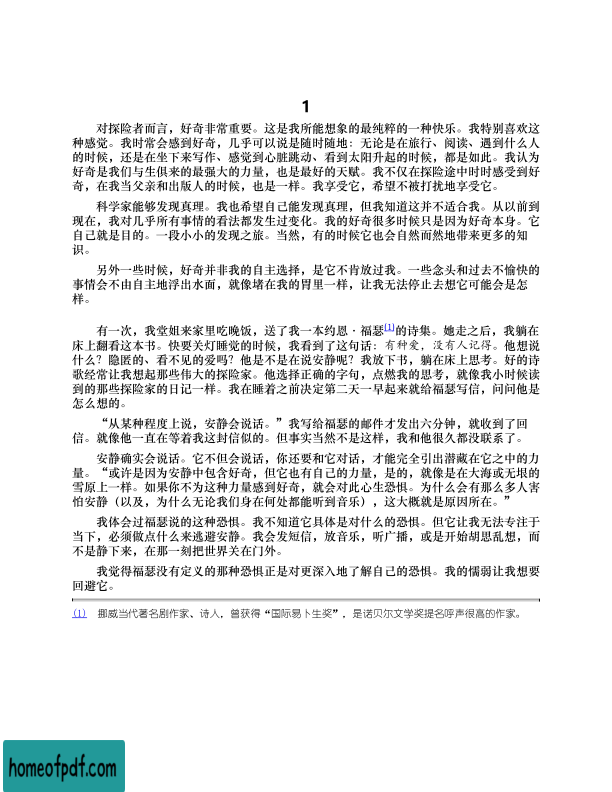 1
对探险者而言，好奇非常重要。这是我所能想象的最纯粹的一种快乐。我特别喜欢这
种感觉。我时常会感到好奇，几乎可以说是随时随地：无论是在旅行、阅读、遇到什么人
的时候，还是在坐下来写作、感觉到心脏跳动、看到太阳升起的时候，都是如此。我认为
好奇是我们与生俱来的最强大的力量，也是最好的天赋。我不仅在探险途中时时感受到好
奇，在我当父亲和出版人的时候，也是一样。我享受它，希望不被打扰地享受它。
科学家能够发现真理。我也希望自己能发现真理，但我知道这并不适合我。从以前到
现在，我对几乎所有事情的看法都发生过变化。我的好奇很多时候只是因为好奇本身。它
自己就是目的。一段小小的发现之旅。当然，有的时候它也会自然而然地带来更多的知
识。
另外一些时候，好奇并非我的自主选择，是它不肯放过我。一些念头和过去不愉快的
事情会不由自主地浮出水面，就像堵在我的胃里一样，让我无法停止去想它可能会是怎
样。
有一次，我堂姐来家里吃晚饭，送了我一本约恩·福瑟[1]的诗集。她走之后，我躺在
床上翻看这本书。快要关灯睡觉的时候，我看到了这句话：有种爱，没有人记得。他想说
什么？隐匿的、看不见的爱吗？他是不是在说安静呢？我放下书，躺在床上思考。好的诗
歌经常让我想起那些伟大的探险家。他选择正确的字句，点燃我的思考，就像我小时候读
到的那些探险家的日记一样。我在睡着之前决定第二天一早起来就给福瑟写信，问问他是
怎么想的。
“从某种程度上说，安静会说话。”我写给福瑟的邮件才发出六分钟，就收到了回
信。就像他一直在等着我这封信似的。但事实当然不是这样，我和他很久都没联系了。
安静确实会说话。它不但会说话，你还要和它对话，才能完全引出潜藏在它之中的力
量。“或许是因为安静中包含好奇，但它也有自己的力量，是的，就像是在大海或无垠的
雪原上一样。如果你不为这种力量感到好奇，就会对此心生恐惧。为什么会有那么多人害
怕安静（以及，为什么无论我们身在何处都能听到音乐），这大概就是原因所在。”
我体会过福瑟说的这种恐惧。我不知道它具体是对什么的恐惧。但它让我无法专注于
当下，必须做点什么来逃避安静。我会发短信，放音乐，听广播，或是开始胡思乱想，而
不是静下来，在那一刻把世界关在门外。
我觉得福瑟没有定义的那种恐惧正是对更深入地了解自己的恐惧。我的懦弱让我想要
回避它。
(1) 挪威当代著名剧作家、诗人，曾获得“国际易卜生奖”，是诺贝尔文学奖提名呼声很高的作家。
homeofpdf.com